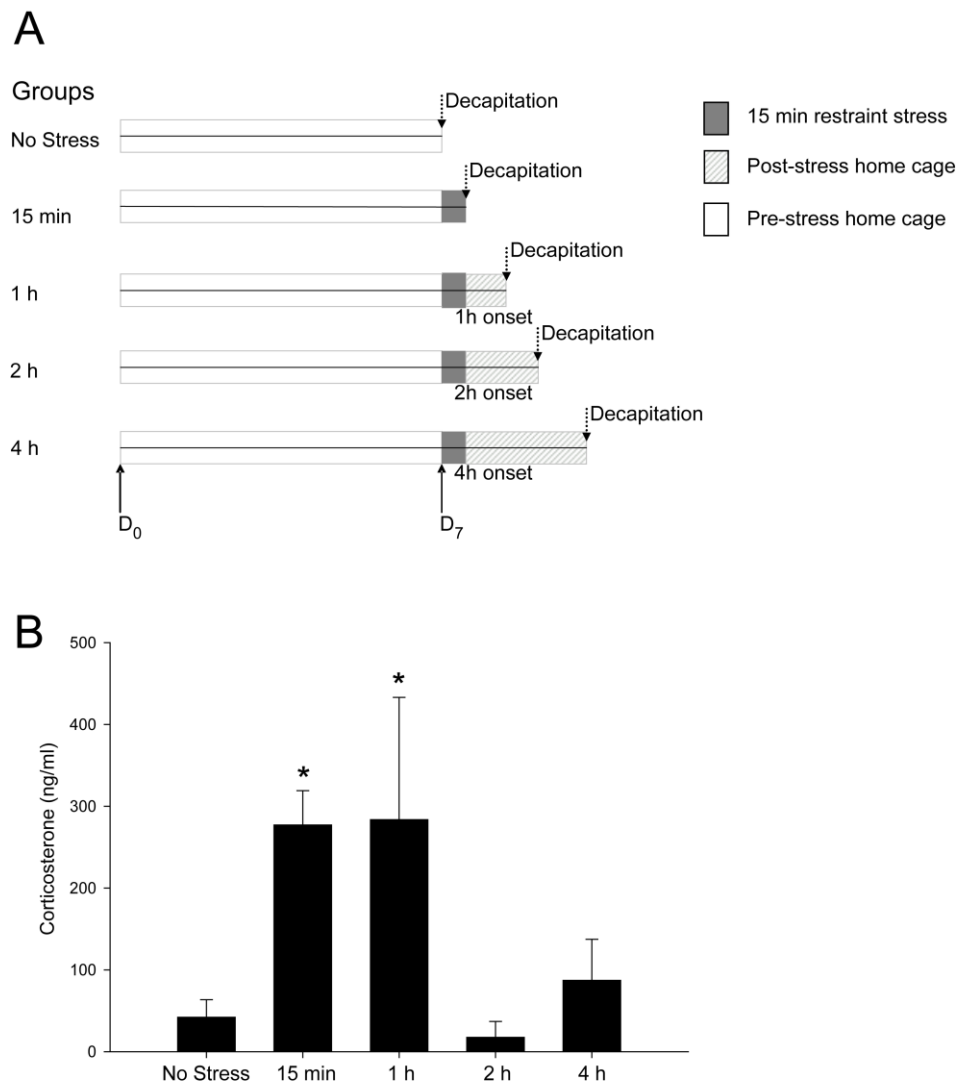 A
Groups
No Stress
Decapitation
15 min
Decapitation
1 h
Decapitation
1h onset
2 h
Decapitation
2h onset
4 h
Decapitation
4h onset
D0
D7
15 min restraint stress
Post-stress home cage
Pre-stress home cage
B
Corticosterone (ng/ml)
500
400
300
200
100
0
*
*
No Stress 15 min 1 h 2 h 4 h